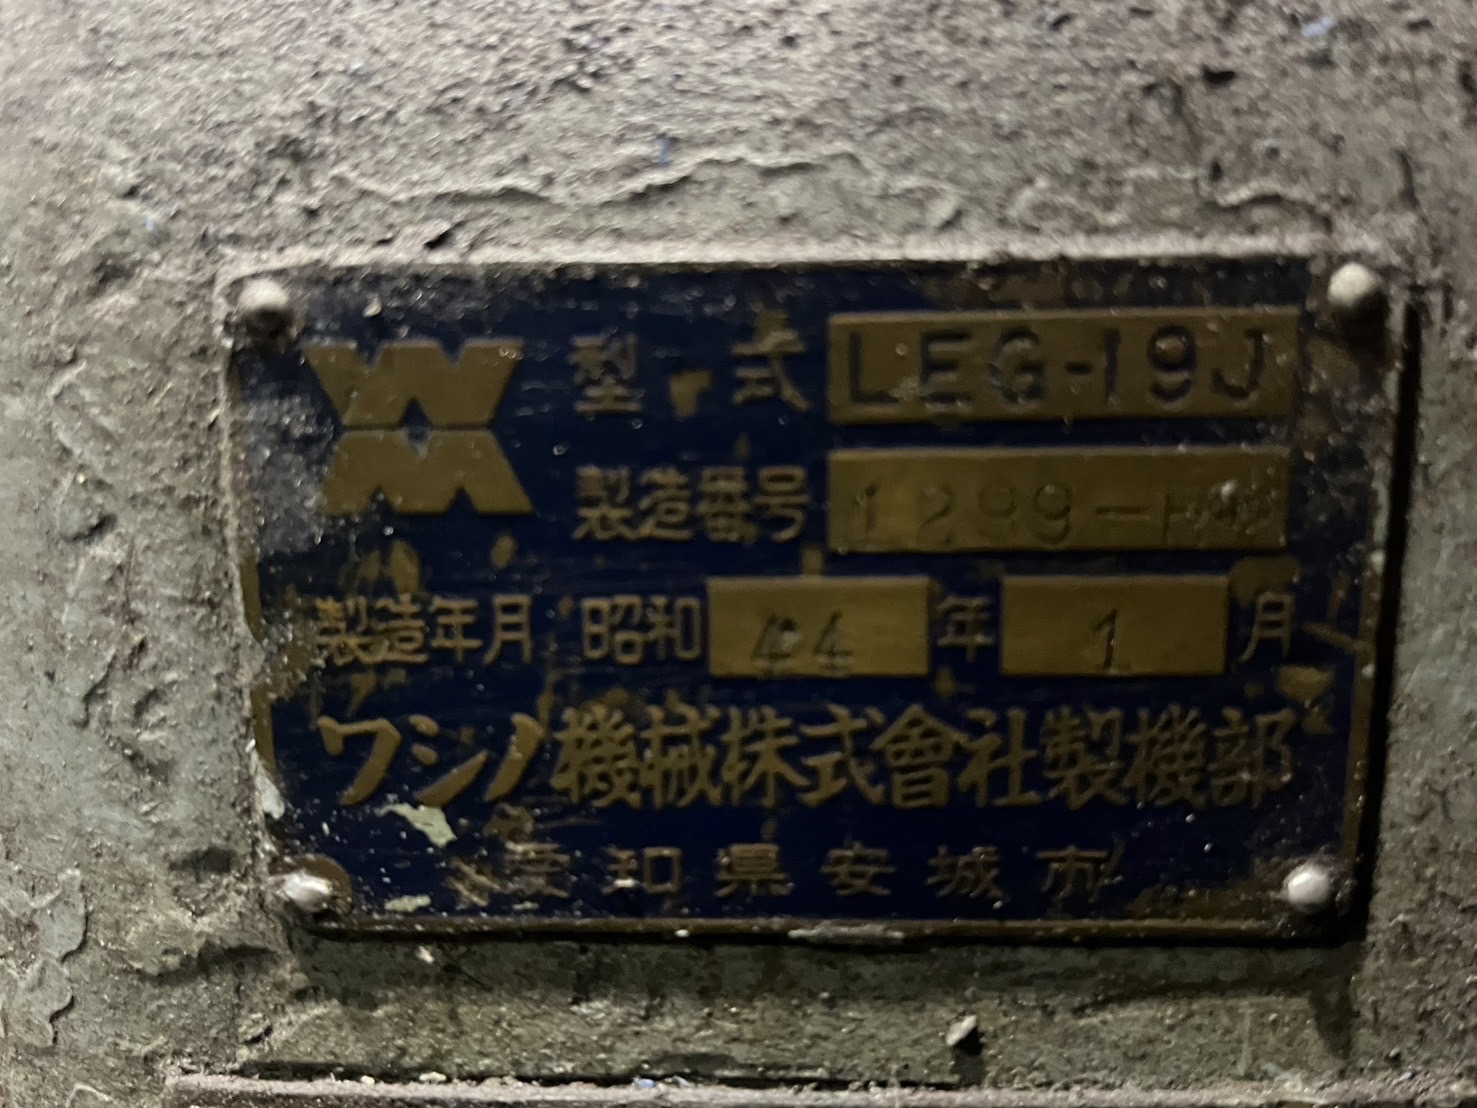 型式 LEG-19J
製造番号
製造年月 昭和 44 年 1 月
ワシノ機械株式會社製機部
愛知県安城市